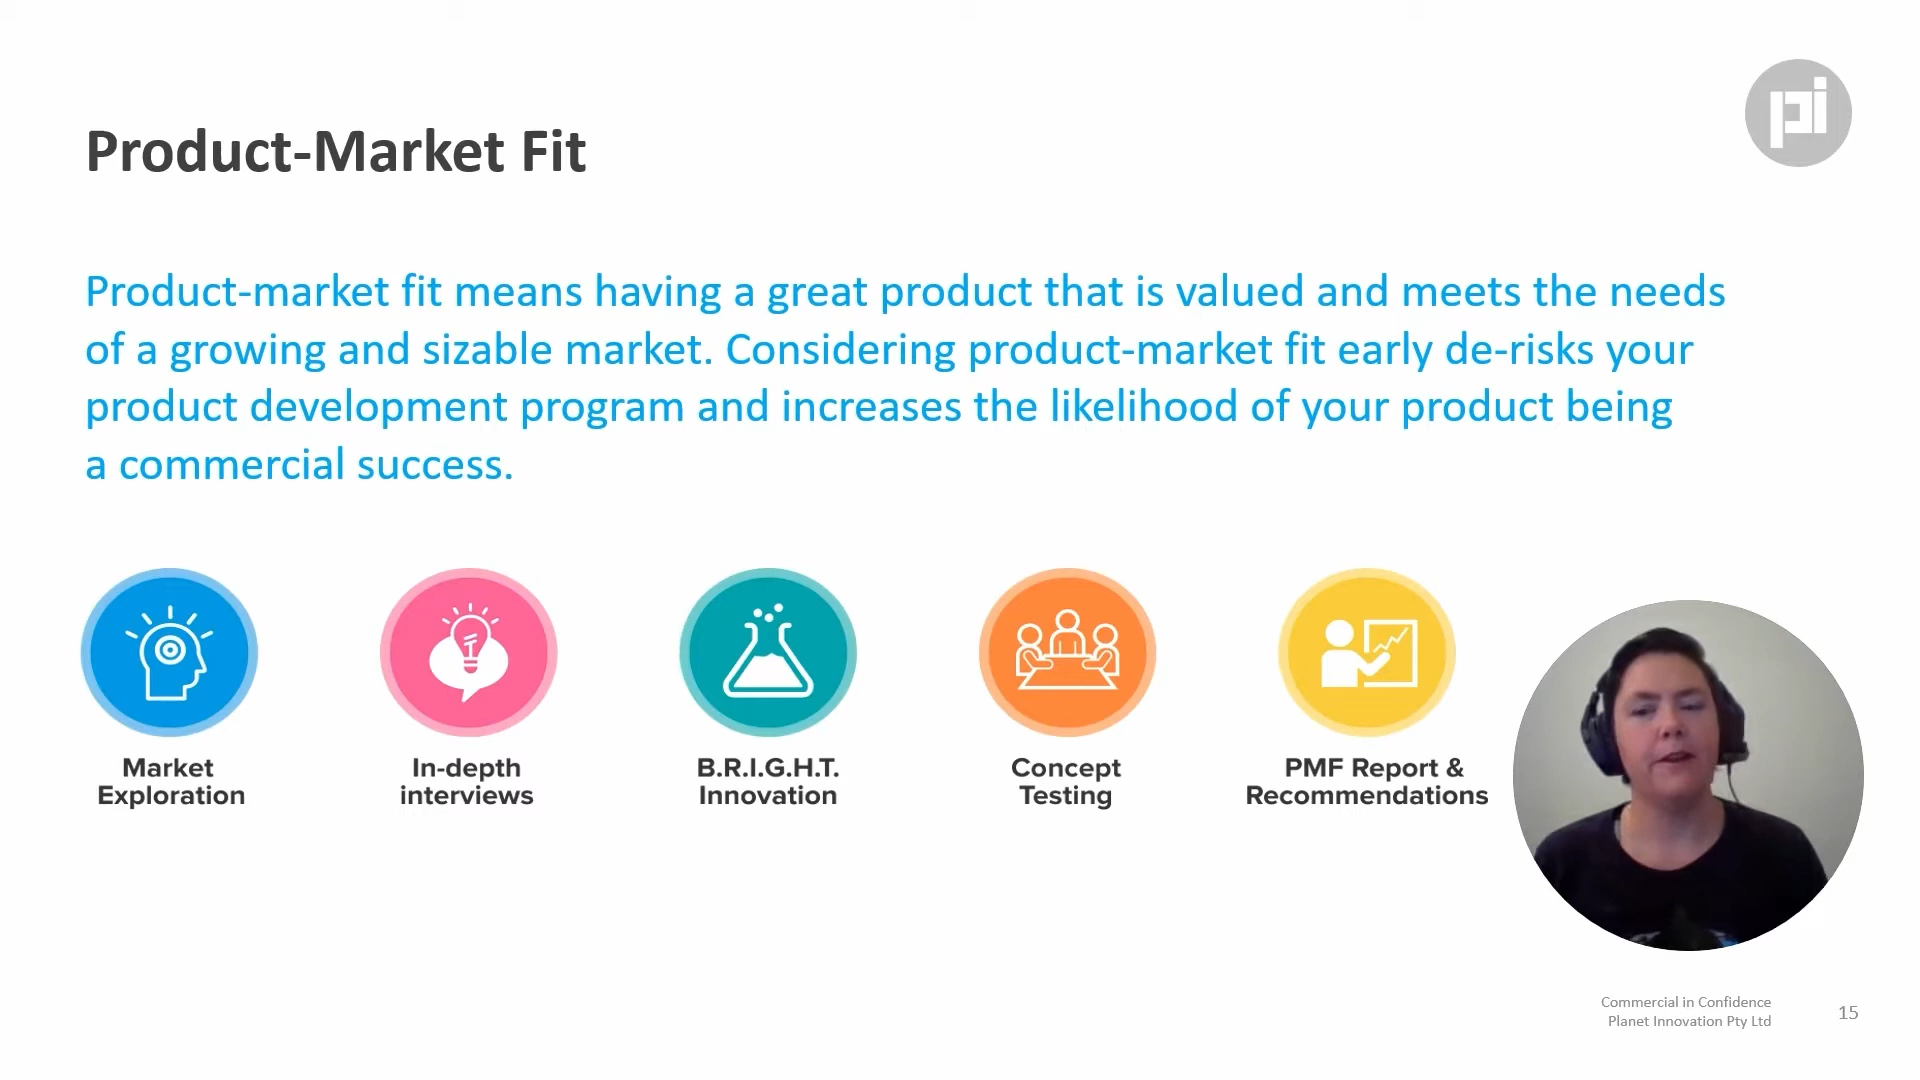 pi
Product-Market Fit
Product-market fit means having a great product that is valued and meets the needs
of a growing and sizable market. Considering product-market fit early de-risks your
product development program and increases the likelihood of your product being
a commercial success.
Market
Exploration
In-depth
interviews
B.R.I.G.H.T.
Innovation
Concept
Testing
PMF Report &
Recommendations
Commercial in Confidence
Planet Innovation Pty Ltd
15